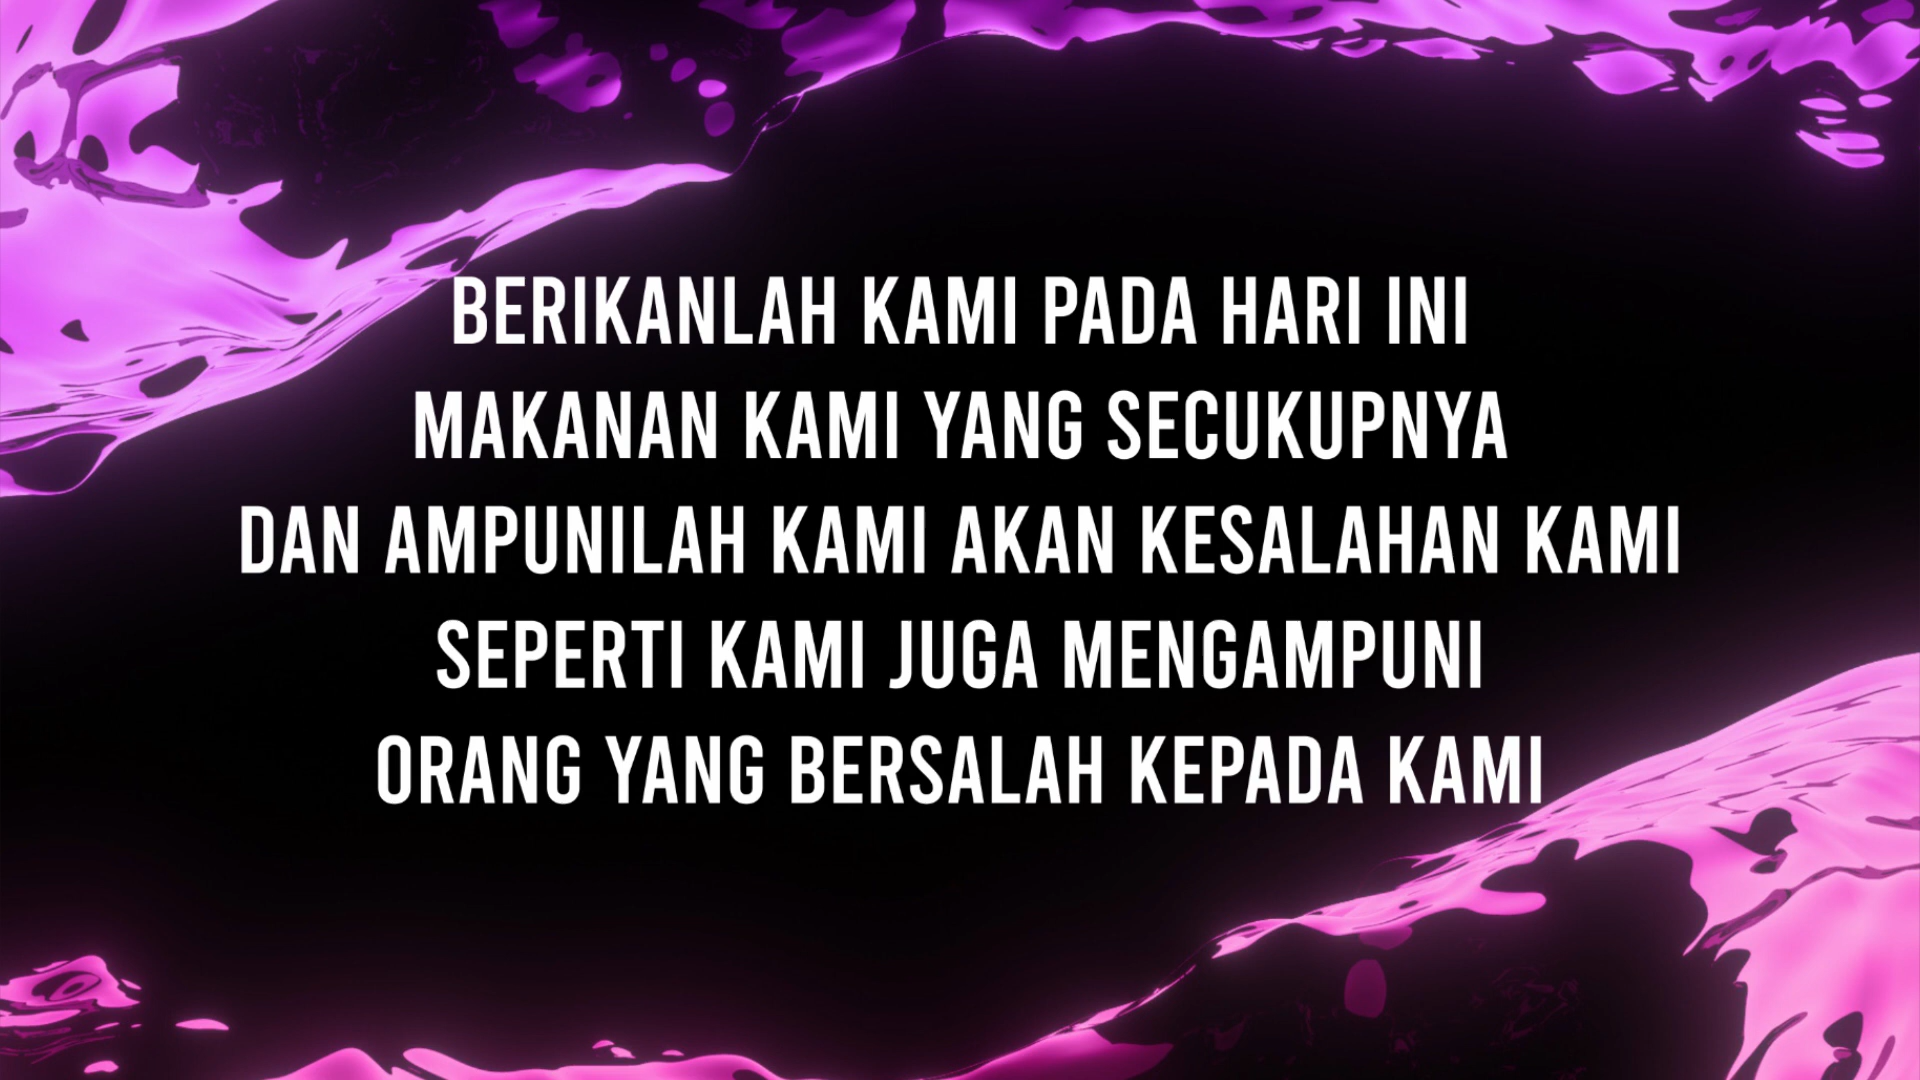 BERIKANLAH KAMI PADA HARI INI
MAKANAN KAMI YANG SECUKUPNYA
DAN AMPUNILAH KAMI AKAN KESALAHAN KAMI
SEPERTI KAMI JUGA MENGAMPUNI
ORANG YANG BERSALAH KEPADA KAMI